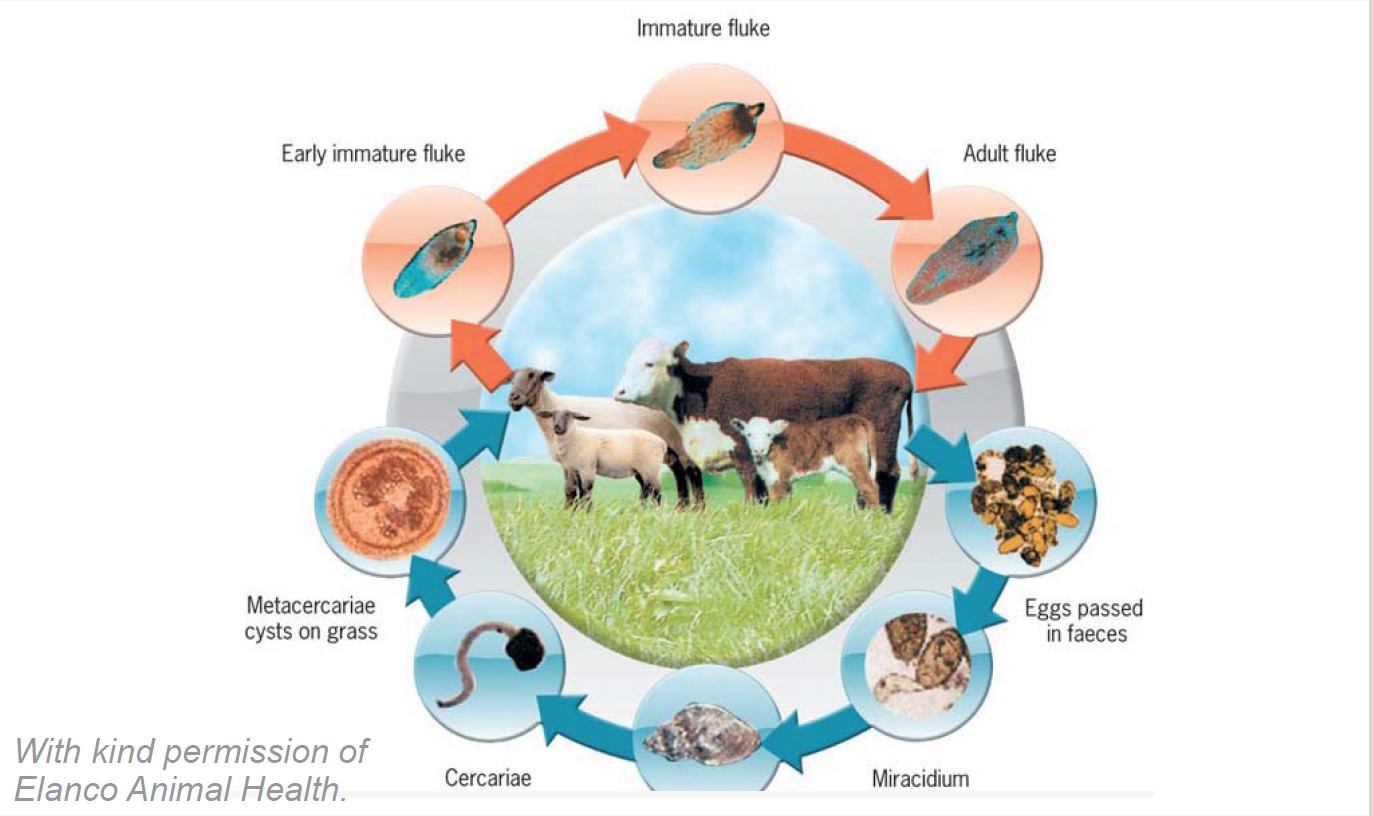 Immature fluke
Early immature fluke
Adult fluke
Metacercariae
cysts on grass
Eggs passed
in faeces
Cercariae
Miracidium
With kind permission of
Elanco Animal Health.